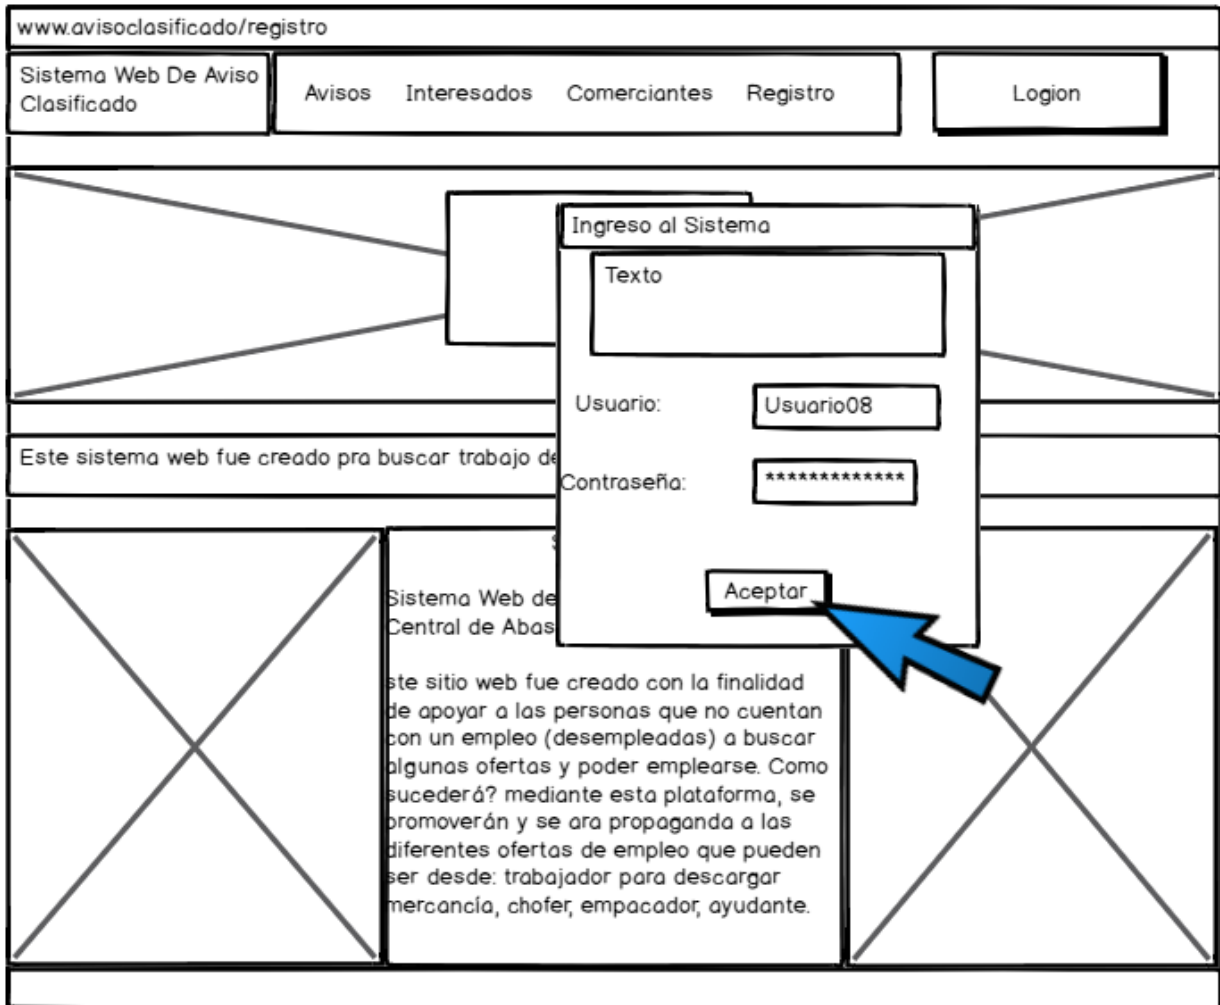 www.avisoclasificado/registro
Sistema Web De Aviso
Clasificado
Avisos Interesados Comerciantes Registro
Logion
Ingreso al Sistema
Texto
Usuario: Usuario08
Contraseña: *************
Aceptar
Este sistema web fue creado pra buscar trabajo de
Sistema Web de
Central de Abas
ste sitio web fue creado con la finalidad
de apoyar a las personas que no cuentan
con un empleo (desempleadas) a buscar
algunas ofertas y poder emplearse. Como
sucederá? mediante esta plataforma, se
promoverán y se ara propaganda a las
diferentes ofertas de empleo que pueden
ser desde: trabajador para descargar
mercancía, chofer, empacador, ayudante.